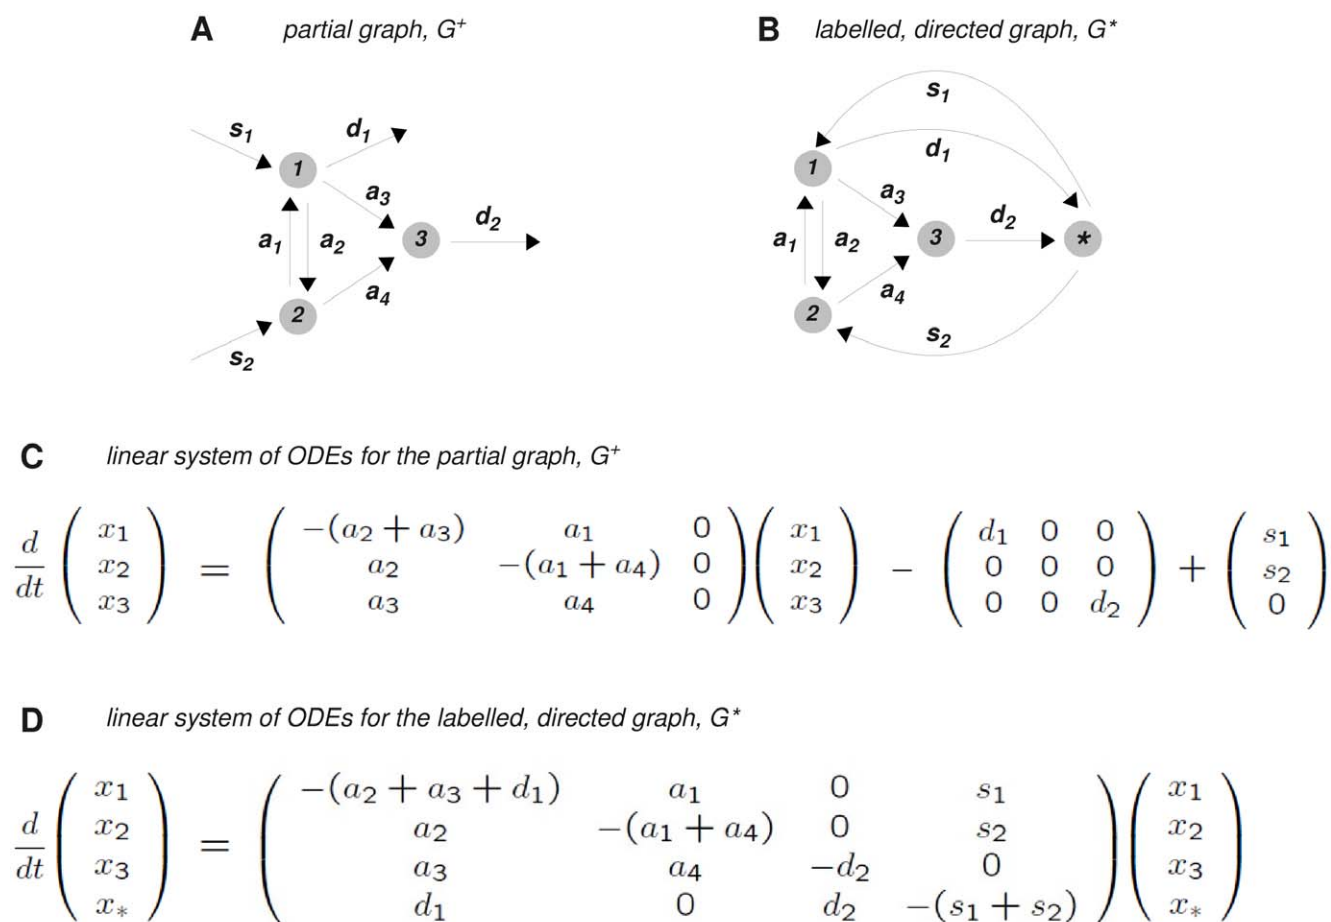 A partial graph, G⁺
B labelled, directed graph, G*
s₁ d₁
1
a₃
d₂
a₁ a₂ 3
a₄
2
s₂
s₁
d₁
1
a₃
d₂
a₁ a₂ 3 *
a₄
2
s₂
C linear system of ODEs for the partial graph, G⁺
d/dt ( x₁ x₂ x₃ ) = ( −(a₂ + a₃) a₁ 0
a₂ −(a₁ + a₄) 0
a₃ a₄ 0 ) ( x₁ x₂ x₃ ) − ( d₁ 0 0
0 0 0
0 0 d₂ ) + ( s₁ s₂ 0 )
D linear system of ODEs for the labelled, directed graph, G*
d/dt ( x₁ x₂ x₃ x* ) = ( −(a₂ + a₃ + d₁) a₁ 0 s₁
a₂ −(a₁ + a₄) 0 s₂
a₃ a₄ −d₂ 0
d₁ 0 d₂ −(s₁ + s₂) ) ( x₁ x₂ x₃ x* )